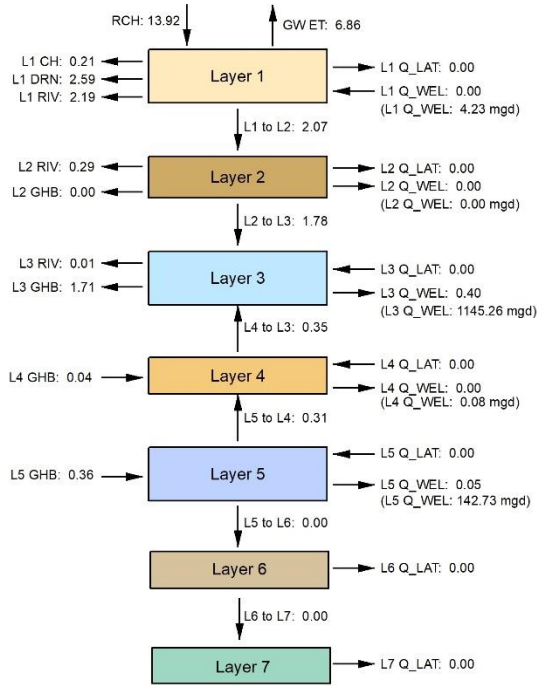 RCH: 13.92
GW ET: 6.86
L1 CH: 0.21
L1 DRN: 2.59
L1 RIV: 2.19
Layer 1
L1 Q_LAT: 0.00
L1 Q_WEL: 0.00
(L1 Q_WEL: 4.23 mgd)
L1 to L2: 2.07
L2 RIV: 0.29
L2 GHB: 0.00
Layer 2
L2 Q_LAT: 0.00
L2 Q_WEL: 0.00
(L2 Q_WEL: 0.00 mgd)
L2 to L3: 1.78
L3 RIV: 0.01
L3 GHB: 1.71
Layer 3
L3 Q_LAT: 0.00
L3 Q_WEL: 0.40
(L3 Q_WEL: 1145.26 mgd)
L4 to L3: 0.35
L4 GHB: 0.04
Layer 4
L4 Q_LAT: 0.00
L4 Q_WEL: 0.00
(L4 Q_WEL: 0.08 mgd)
L5 to L4: 0.31
L5 GHB: 0.36
Layer 5
L5 Q_LAT: 0.00
L5 Q_WEL: 0.05
(L5 Q_WEL: 142.73 mgd)
L5 to L6: 0.00
Layer 6
L6 Q_LAT: 0.00
L6 to L7: 0.00
Layer 7
L7 Q_LAT: 0.00